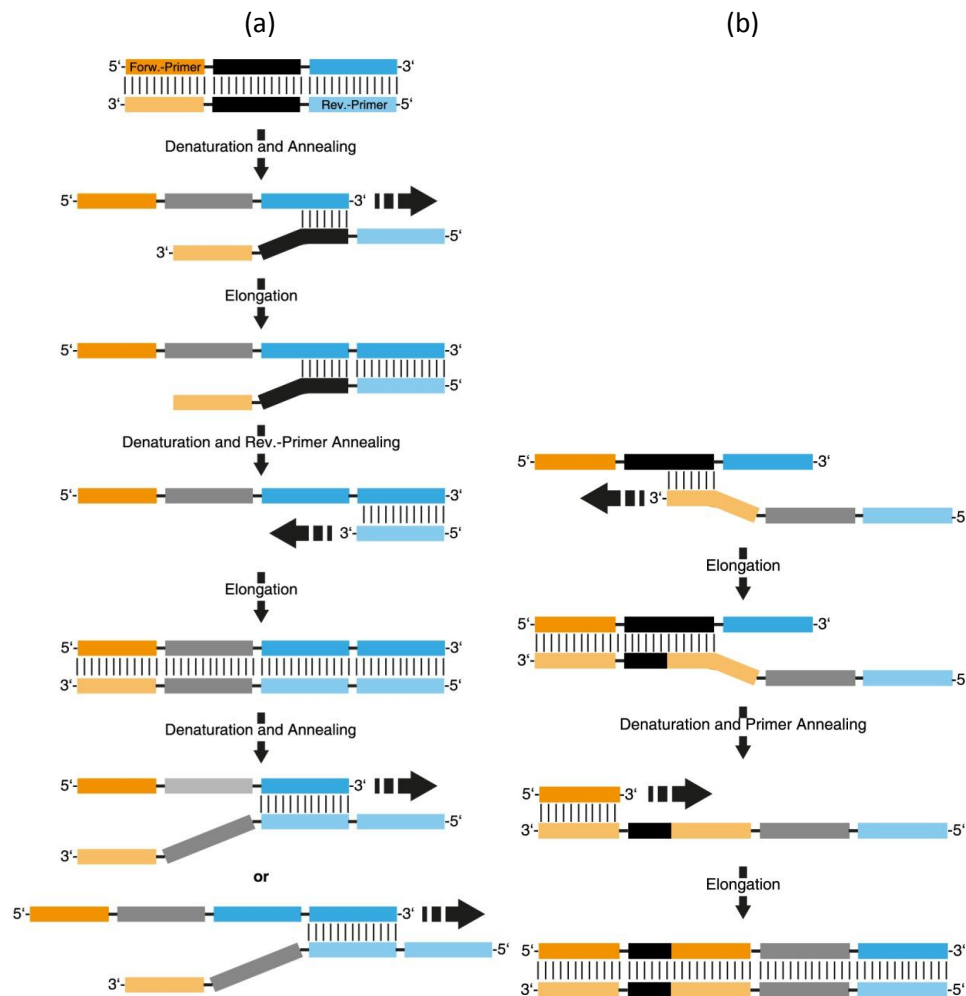 (a)
5‘ Forw.-Primer 3‘
3‘ Rev.-Primer 5‘
Denaturation and Annealing
5‘ 3‘
3‘ 5‘
Elongation
5‘ 3‘
5‘
Denaturation and Rev.-Primer Annealing
5‘ 3‘
3‘ 5‘
Elongation
5‘ 3‘
3‘ 5‘
Denaturation and Annealing
5‘ 3‘
3‘ 5‘
or
5‘ 3‘
3‘ 5‘
(b)
5‘ 3‘
3‘ 5
Elongation
5‘ 3‘
3‘ 5
Denaturation and Primer Annealing
5‘ 3‘
3‘ 5‘
Elongation
5‘ 3‘
3‘ 5‘